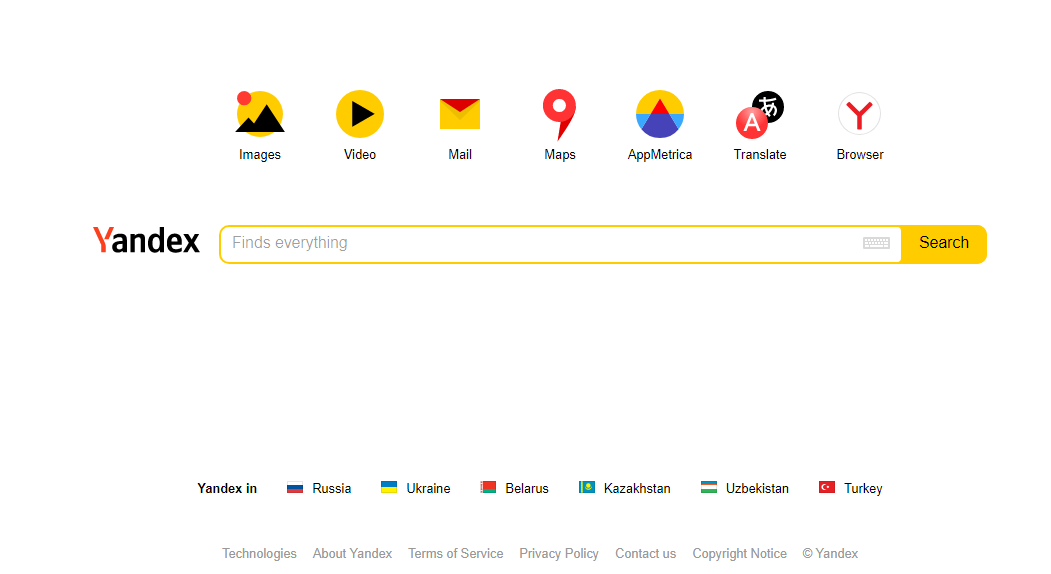 あ
A
Images Video Mail Maps AppMetrica Translate Browser
Yandex Finds everything Search
Yandex in Russia Ukraine Belarus Kazakhstan Uzbekistan Turkey
Technologies About Yandex Terms of Service Privacy Policy Contact us Copyright Notice © Yandex